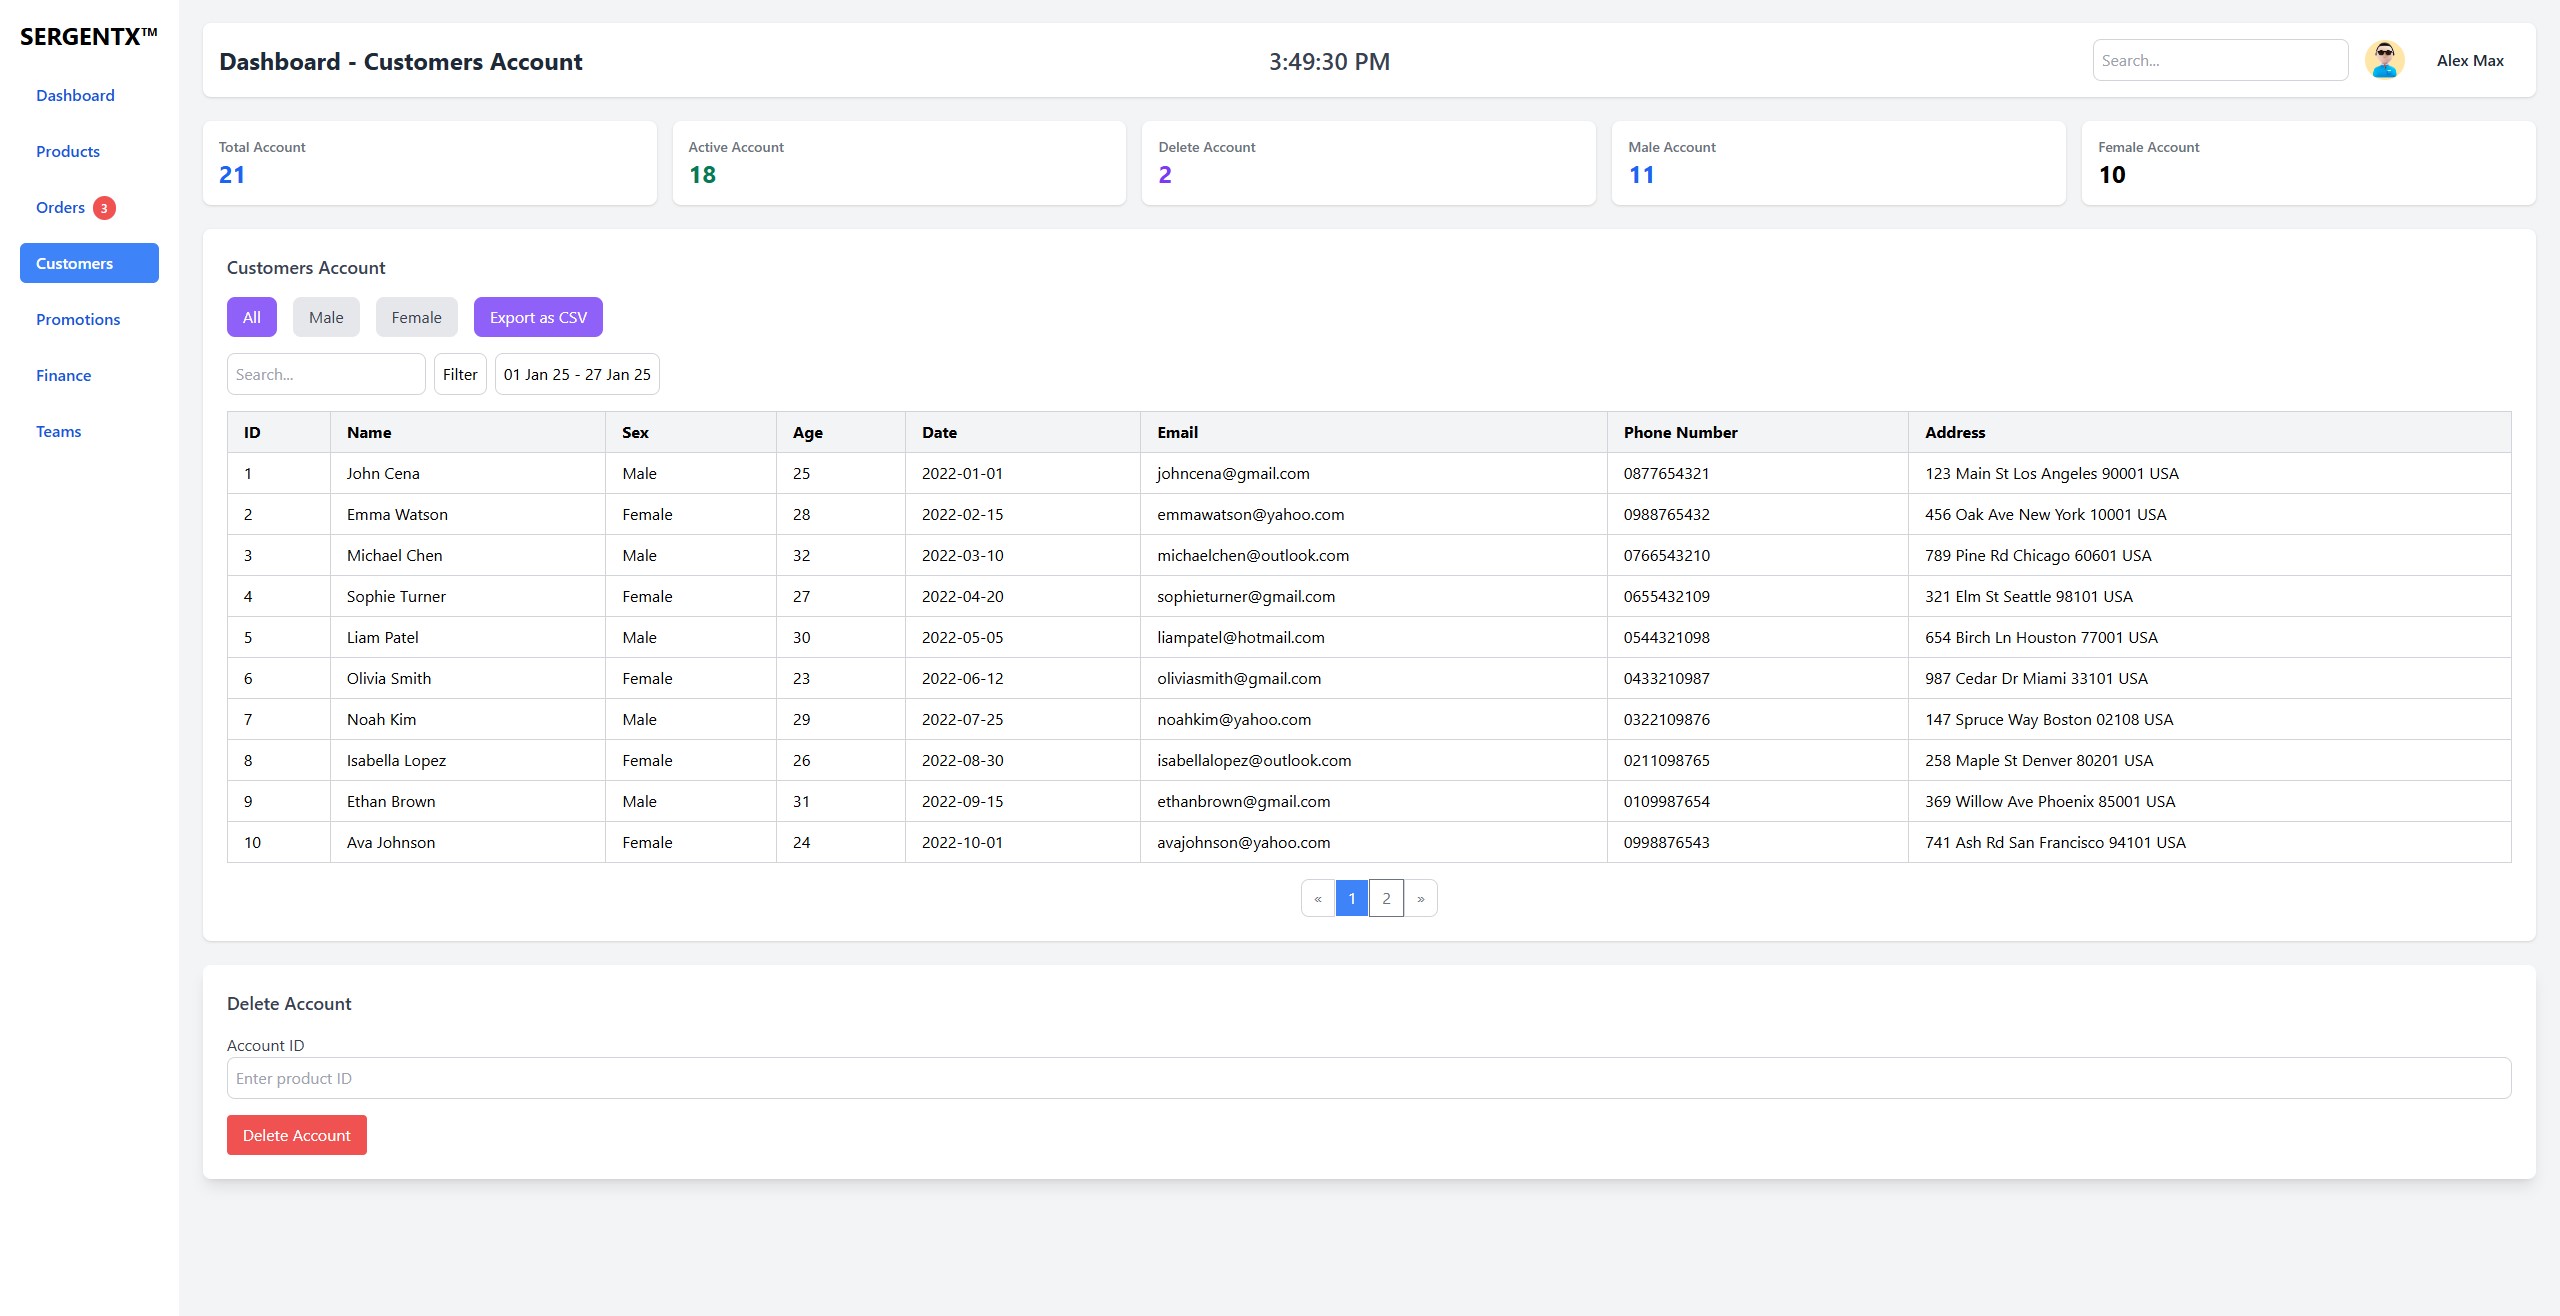 SERGENTX™
Dashboard
Products
Orders 3
Customers
Promotions
Finance
Teams
Dashboard - Customers Account 3:49:30 PM Search... Alex Max
Total Account
21
Active Account
18
Delete Account
2
Male Account
11
Female Account
10
Customers Account
All Male Female Export as CSV
Search... Filter 01 Jan 25 - 27 Jan 25
ID Name Sex Age Date Email Phone Number Address
1 John Cena Male 25 2022-01-01 johncena@gmail.com 0877654321 123 Main St Los Angeles 90001 USA
2 Emma Watson Female 28 2022-02-15 emmawatson@yahoo.com 0988765432 456 Oak Ave New York 10001 USA
3 Michael Chen Male 32 2022-03-10 michaelchen@outlook.com 0766543210 789 Pine Rd Chicago 60601 USA
4 Sophie Turner Female 27 2022-04-20 sophieturner@gmail.com 0655432109 321 Elm St Seattle 98101 USA
5 Liam Patel Male 30 2022-05-05 liampatel@hotmail.com 0544321098 654 Birch Ln Houston 77001 USA
6 Olivia Smith Female 23 2022-06-12 oliviasmith@gmail.com 0433210987 987 Cedar Dr Miami 33101 USA
7 Noah Kim Male 29 2022-07-25 noahkim@yahoo.com 0322109876 147 Spruce Way Boston 02108 USA
8 Isabella Lopez Female 26 2022-08-30 isabellalopez@outlook.com 0211098765 258 Maple St Denver 80201 USA
9 Ethan Brown Male 31 2022-09-15 ethanbrown@gmail.com 0109987654 369 Willow Ave Phoenix 85001 USA
10 Ava Johnson Female 24 2022-10-01 avajohnson@yahoo.com 0998876543 741 Ash Rd San Francisco 94101 USA
« 1 2 »
Delete Account
Account ID
Enter product ID
Delete Account